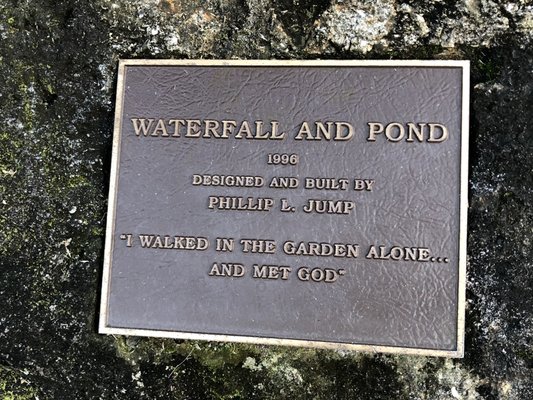 WATERFALL AND POND
1996
DESIGNED AND BUILT BY
PHILLIP L. JUMP
"I WALKED IN THE GARDEN ALONE...
AND MET GOD"